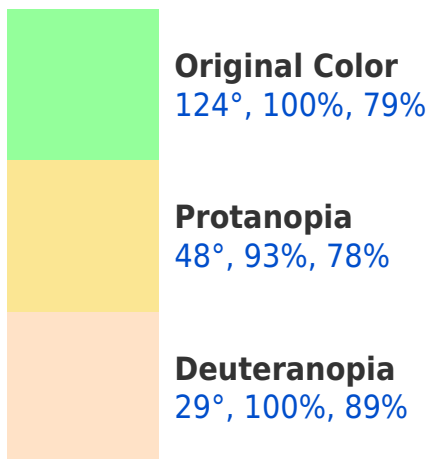 Original Color
124°, 100%, 79%
Protanopia
48°, 93%, 78%
Deuteranopia
29°, 100%, 89%